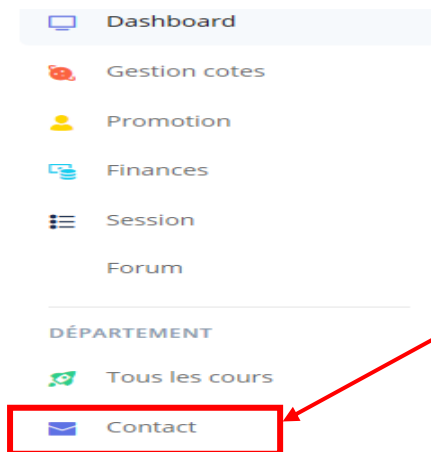 Dashboard
Gestion cotes
Promotion
Finances
Session
Forum
DÉPARTEMENT
Tous les cours
Contact